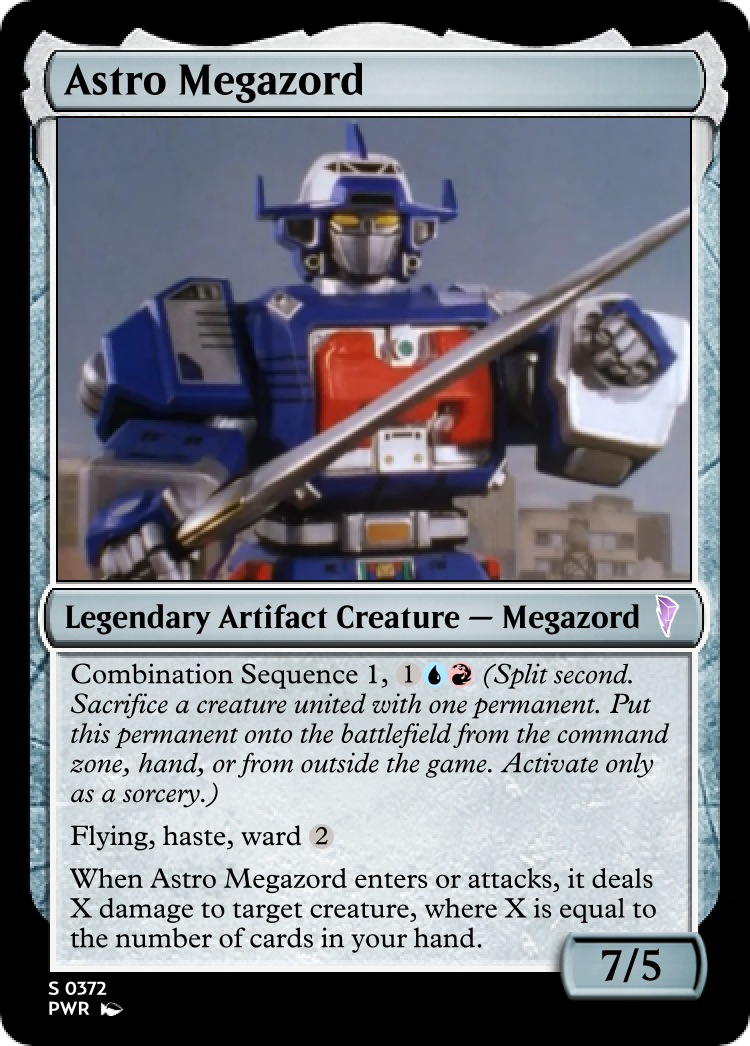 Astro Megazord
Legendary Artifact Creature — Megazord
Combination Sequence 1, 1 (Split second.
Sacrifice a creature united with one permanent. Put
this permanent onto the battlefield from the command
zone, hand, or from outside the game. Activate only
as a sorcery.)
Flying, haste, ward 2
When Astro Megazord enters or attacks, it deals
X damage to target creature, where X is equal to
the number of cards in your hand.
7/5
S 0372
PWR